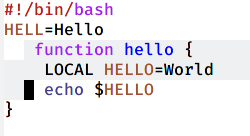 #!/bin/bash
HELL=Hello
function hello {
LOCAL HELLO=World
echo $HELLO
}